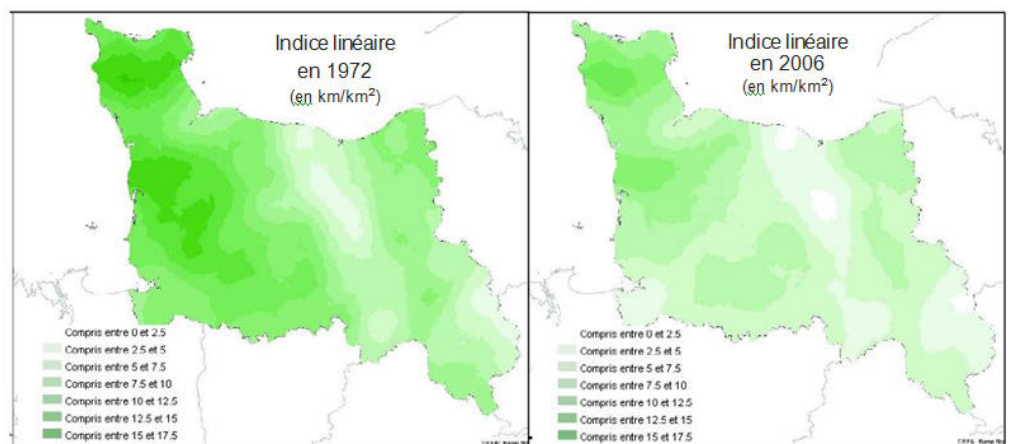 Indice linéaire
en 1972
(en km/km²)
Compris entre 0 et 2.5
Compris entre 2.5 et 5
Compris entre 5 et 7.5
Compris entre 7.5 et 10
Compris entre 10 et 12.5
Compris entre 12.5 et 15
Compris entre 15 et 17.5
Indice linéaire
en 2006
(en km/km²)
Compris entre 0 et 2.5
Compris entre 2.5 et 5
Compris entre 5 et 7.5
Compris entre 7.5 et 10
Compris entre 10 et 12.5
Compris entre 12.5 et 15
Compris entre 15 et 17.5